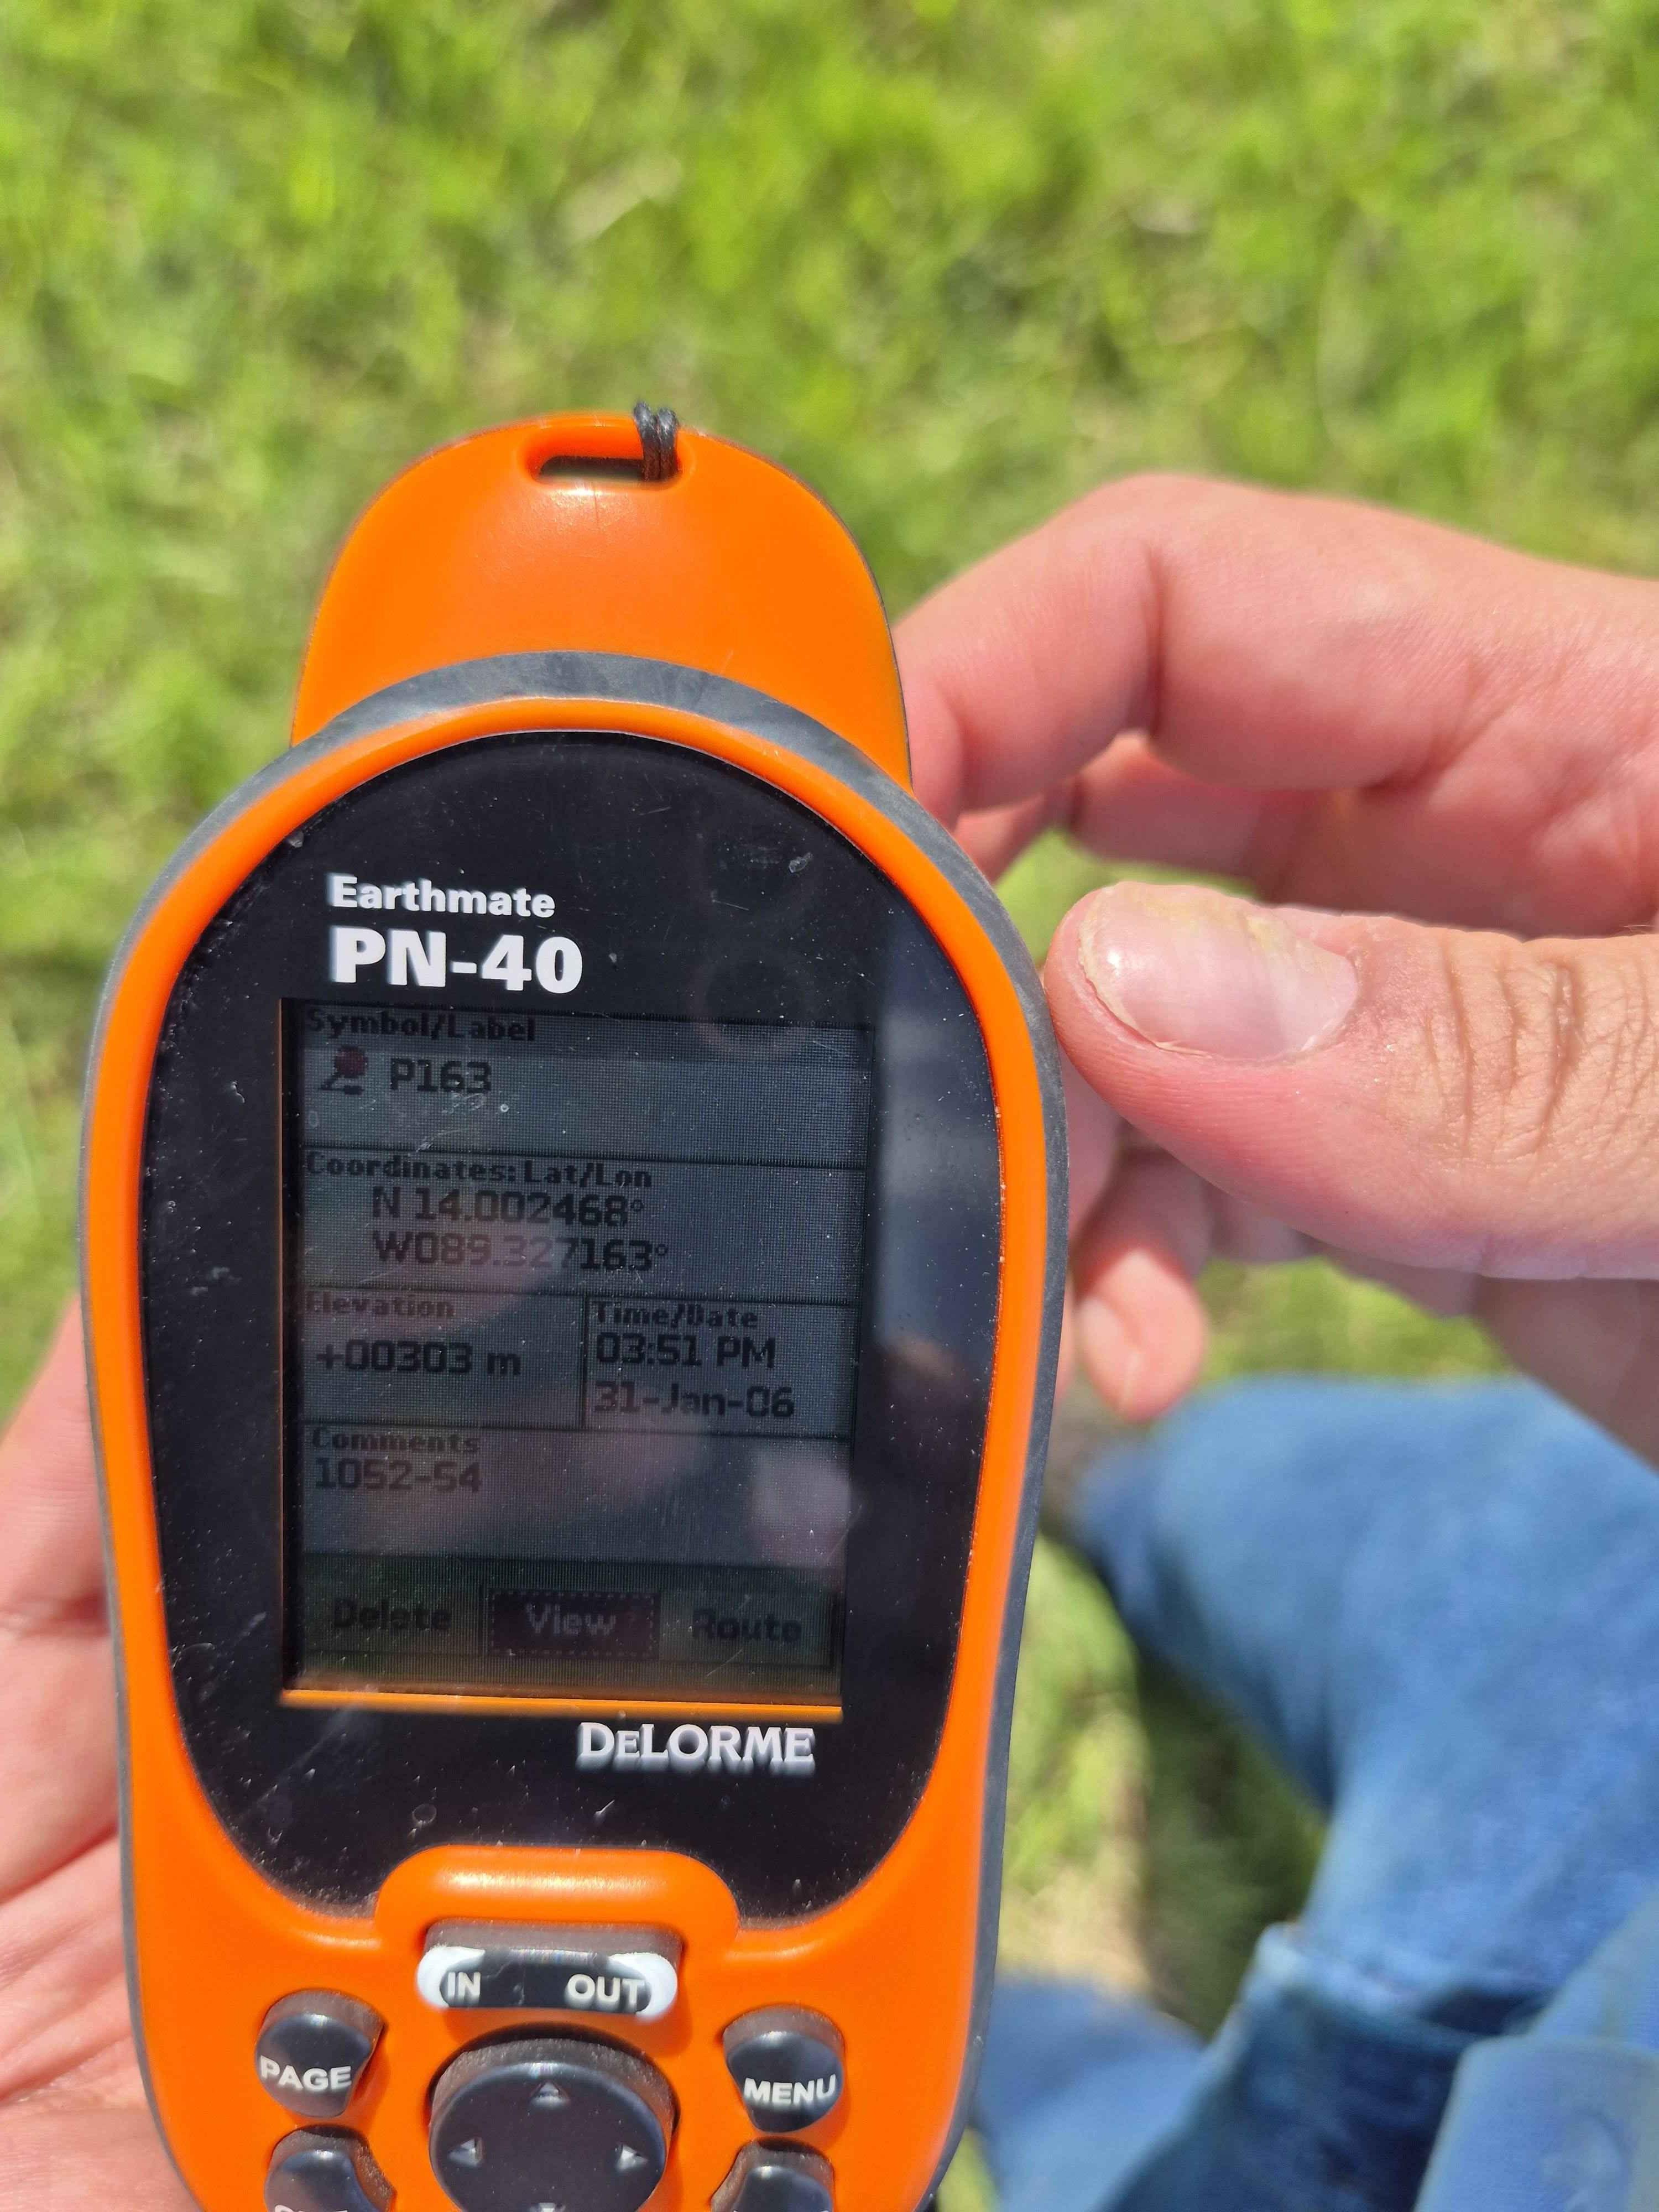 Earthmate
PN-40
Symbol/Label
P163
Coordinates: Lat/Lon
N 14.002468°
W089.327163°
Elevation
Time/Date
+00303 m
03:51 PM
31-Jan-06
Comments
1052-54
Delete
View
Route
DELORME
IN
OUT
PAGE
MENU